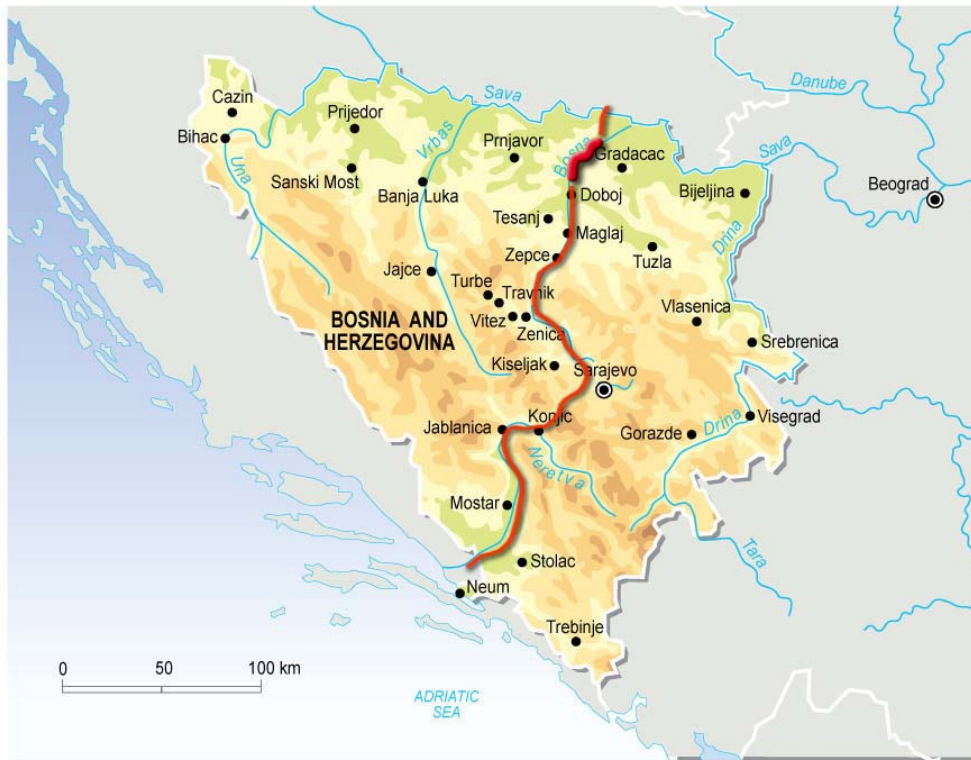 Danube
Sava
Cazin
Prijedor
Bihac
Vrbas
Prnjavor
Bosna
Gradacac
Sava
Una
Sanski Most
Banja Luka
Doboj
Bijeljina
Beograd
Tesanj
Maglaj
Drina
Zepce
Tuzla
Jajce
Turbe
Travnik
BOSNIA AND
HERZEGOVINA
Vitez
Zenica
Vlasenica
Srebrenica
Kiseljak
Sarajevo
Jablanica
Konjic
Drina
Visegrad
Gorazde
Neretva
Mostar
Tara
Stolac
Neum
Trebinje
0 50 100 km
ADRIATIC
SEA